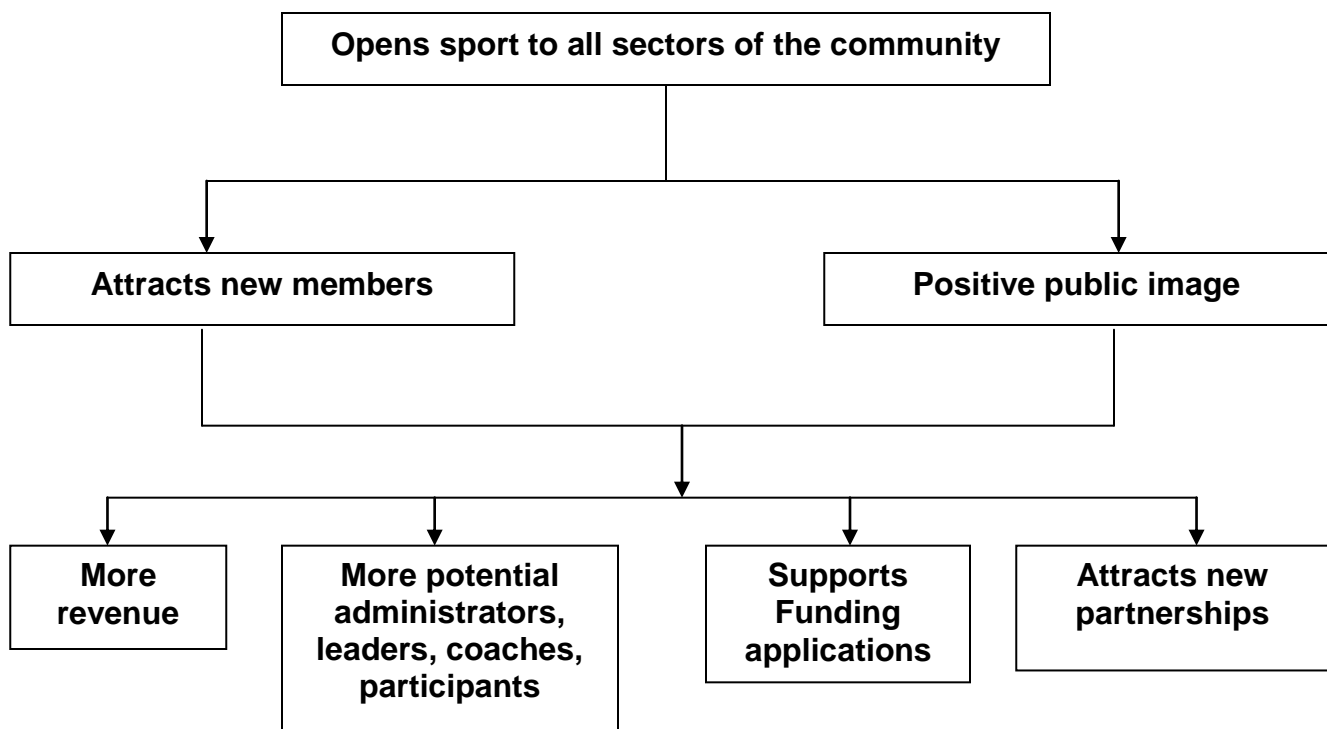 Opens sport to all sectors of the community
Attracts new members
Positive public image
More
revenue
More potential
administrators,
leaders, coaches,
participants
Supports
Funding
applications
Attracts new
partnerships